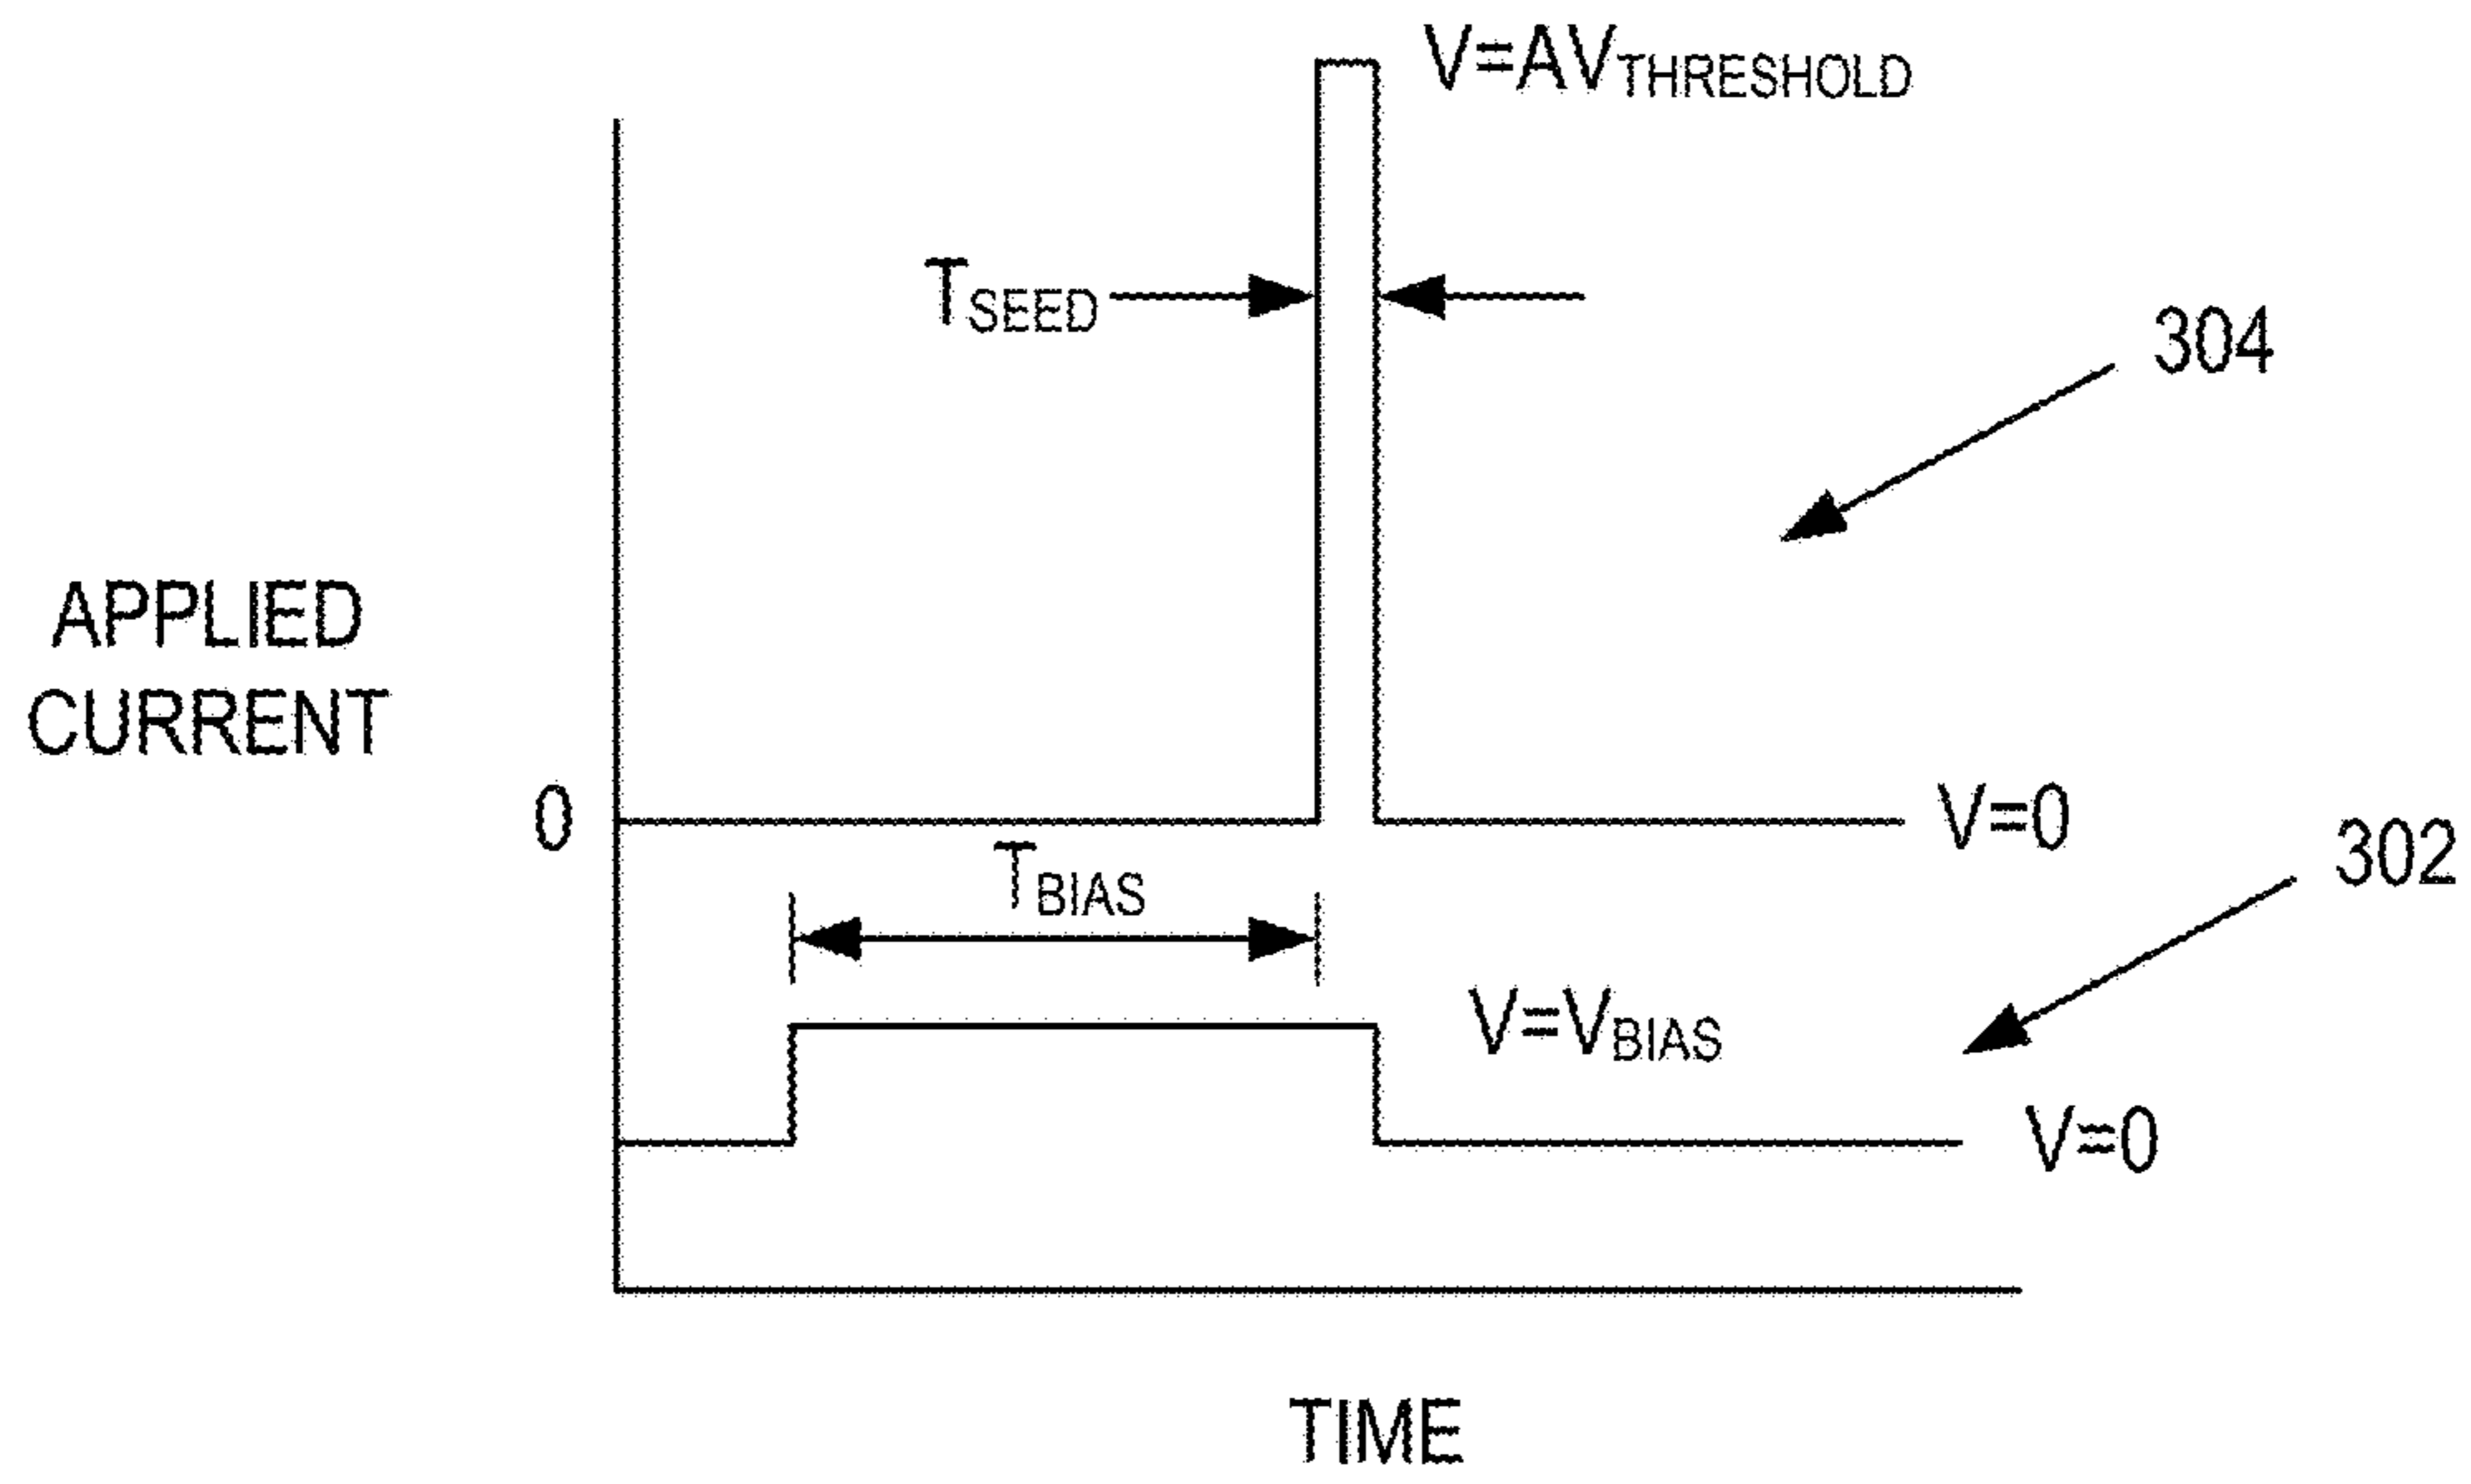 V=AVTHRESHOLD
TSEED
304
APPLIED
CURRENT
0
V=0
302
TBIAS
V=VBIAS
V=0
TIME